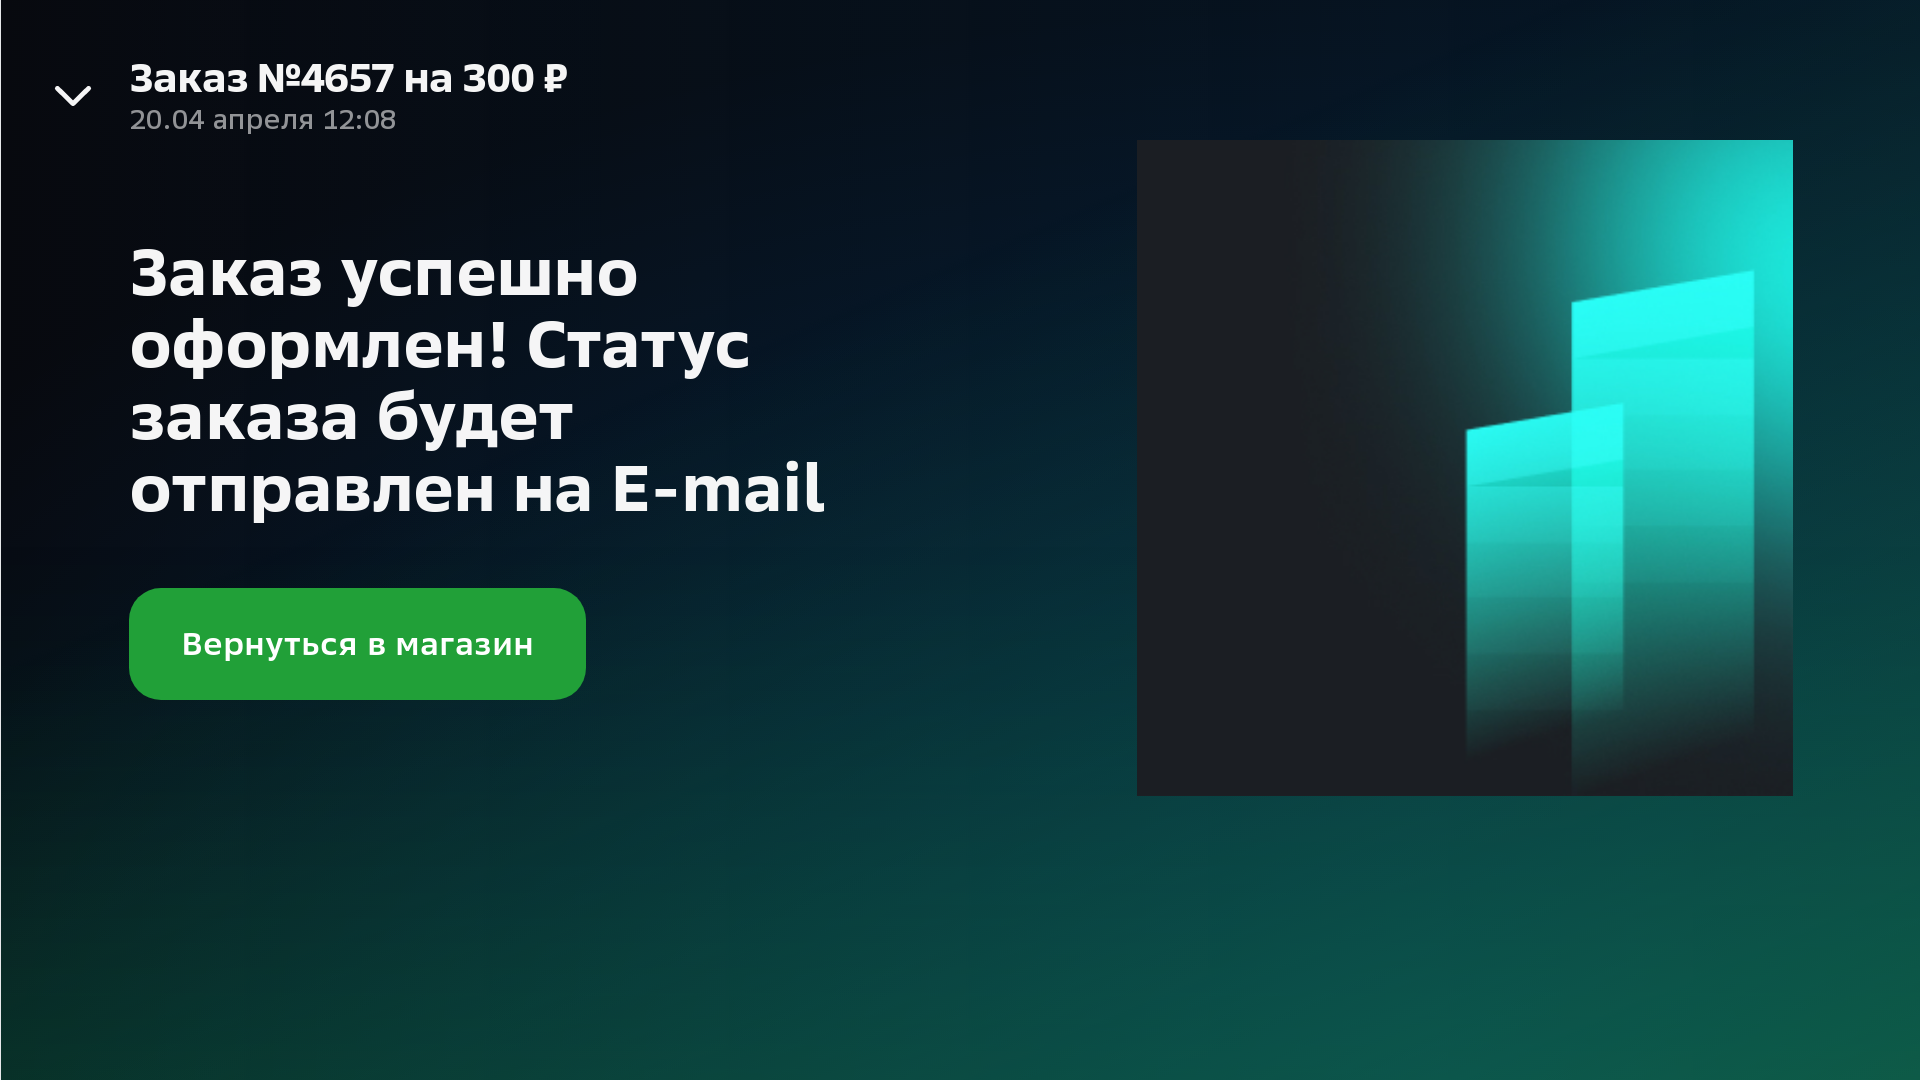 Заказ №4657 на 300 ₽
20.04 апреля 12:08
Заказ успешно
оформлен! Статус
заказа будет
отправлен на E-mail
Вернуться в магазин